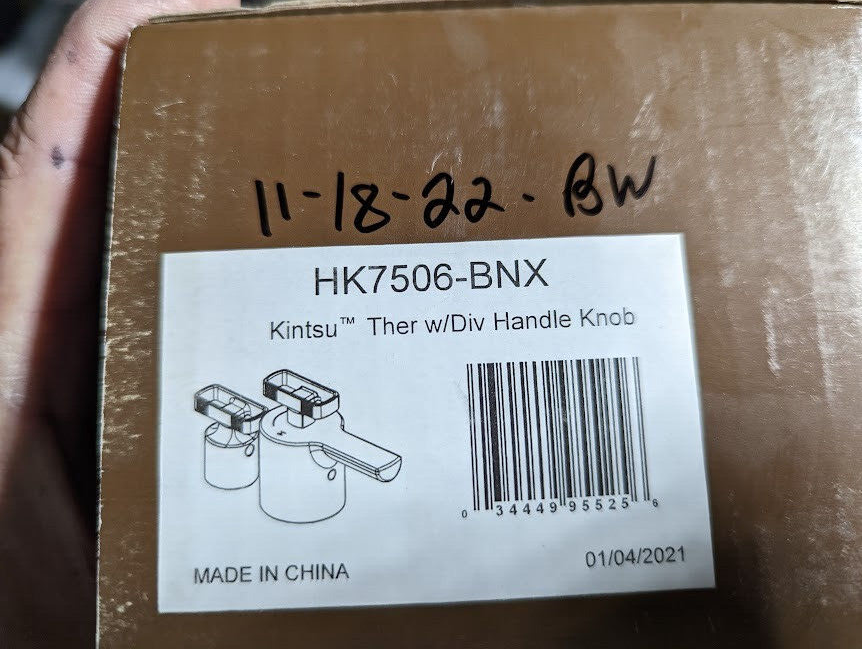 11-18-22 - BW
HK7506-BNX
Kintsu™ Ther w/Div Handle Knob
0 34449 95525 6
MADE IN CHINA
01/04/2021